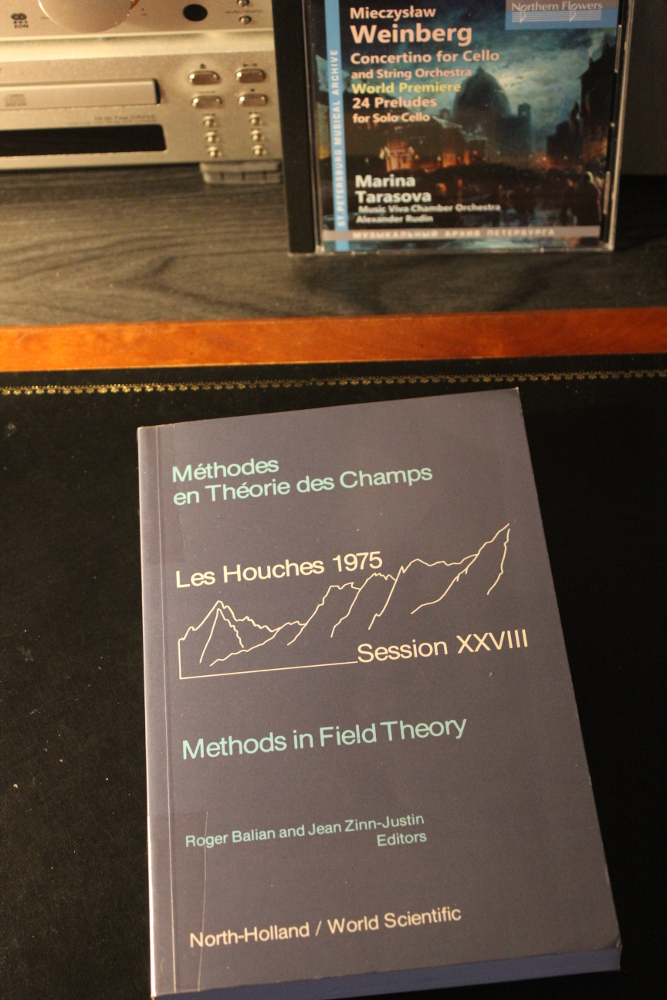 Mieczysław
Weinberg
Northern Flowers
Concertino for Cello
and String Orchestra
World Premiere
24 Preludes
for Solo Cello
ST PETERSBURG MUSICAL ARCHIVE
Marina
Tarasova
Music Viva Chamber Orchestra
Alexander Rudin
МУЗЫКАЛЬНЫЙ АРХИВ ПЕТЕРБУРГА
Méthodes
en Théorie des Champs
Les Houches 1975
Session XXVIII
Methods in Field Theory
Roger Balian and Jean Zinn-Justin
Editors
North-Holland / World Scientific